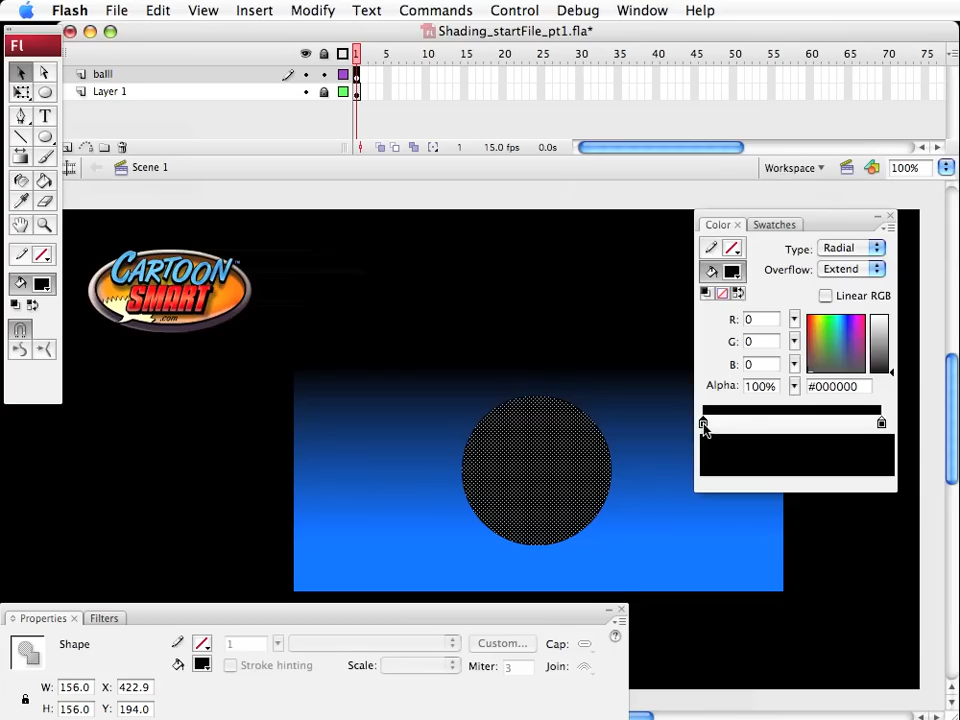 Flash File Edit View Insert Modify Text Commands Control Debug Window Help
Shading_startFile_pt1.fla*
Fl
1 5 10 15 20 25 30 35 40 45 50 55 60 65 70 75
balll
Layer 1
1 15.0 fps 0.0s
Scene 1
Workspace
100%
CARTOON
SMART
.com
TM
Color × Swatches
Type: Radial
Overflow: Extend
Linear RGB
R: 0
G: 0
B: 0
Alpha: 100% #000000
Properties × Filters
Shape
1
Custom...
Cap:
Stroke hinting
Scale:
Miter: 3
Join:
W: 156.0 X: 422.9
H: 156.0 Y: 194.0